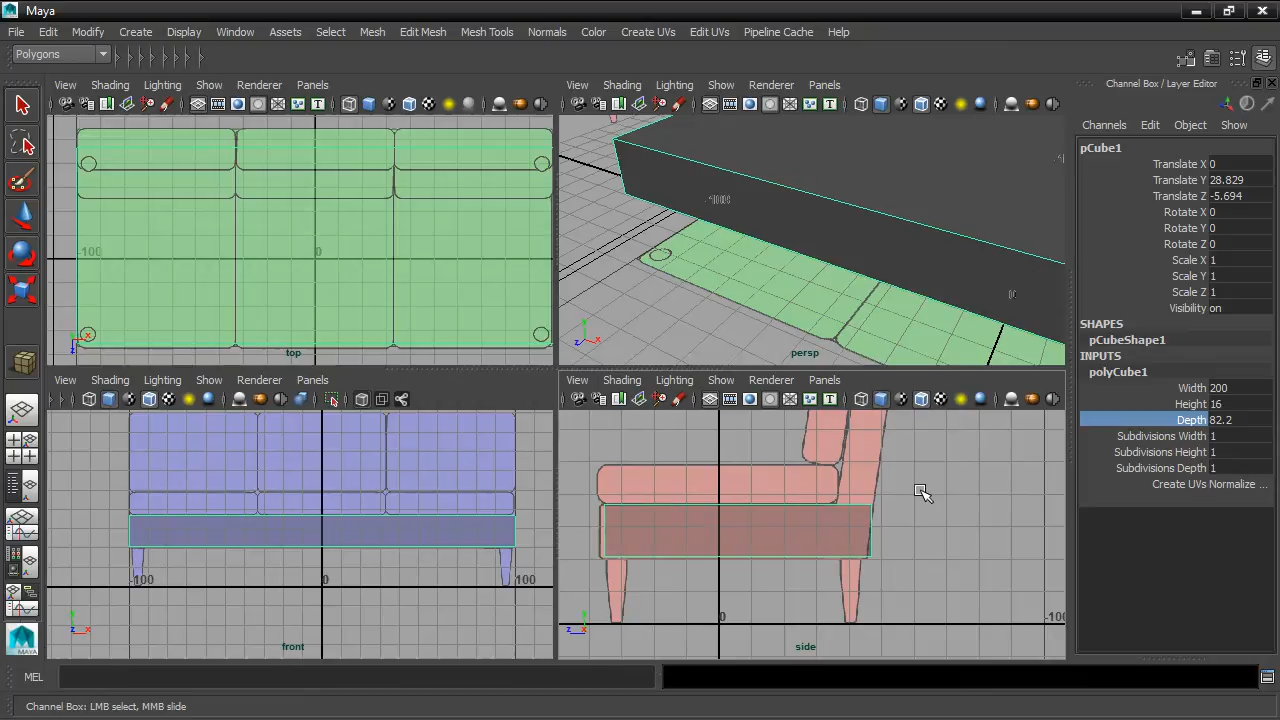 Maya
File Edit Modify Create Display Window Assets Select Mesh Edit Mesh Mesh Tools Normals Color Create UVs Edit UVs Pipeline Cache Help
Polygons
View Shading Lighting Show Renderer Panels
View Shading Lighting Show Renderer Panels
Channel Box / Layer Editor
Channels Edit Object Show
pCube1
Translate X 0
Translate Y 28.829
Translate Z -5.694
Rotate X 0
Rotate Y 0
Rotate Z 0
Scale X 1
Scale Y 1
Scale Z 1
Visibility on
SHAPES
pCubeShape1
INPUTS
polyCube1
Width 200
Height 16
Depth 82.2
Subdivisions Width 1
Subdivisions Height 1
Subdivisions Depth 1
Create UVs Normalize ...
-100 0
x
z
top
y
z x
persp
View Shading Lighting Show Renderer Panels
View Shading Lighting Show Renderer Panels
-100 0 100
y
z x
front
0 -100
y
z x
side
MAYA
MEL
Channel Box: LMB select, MMB slide